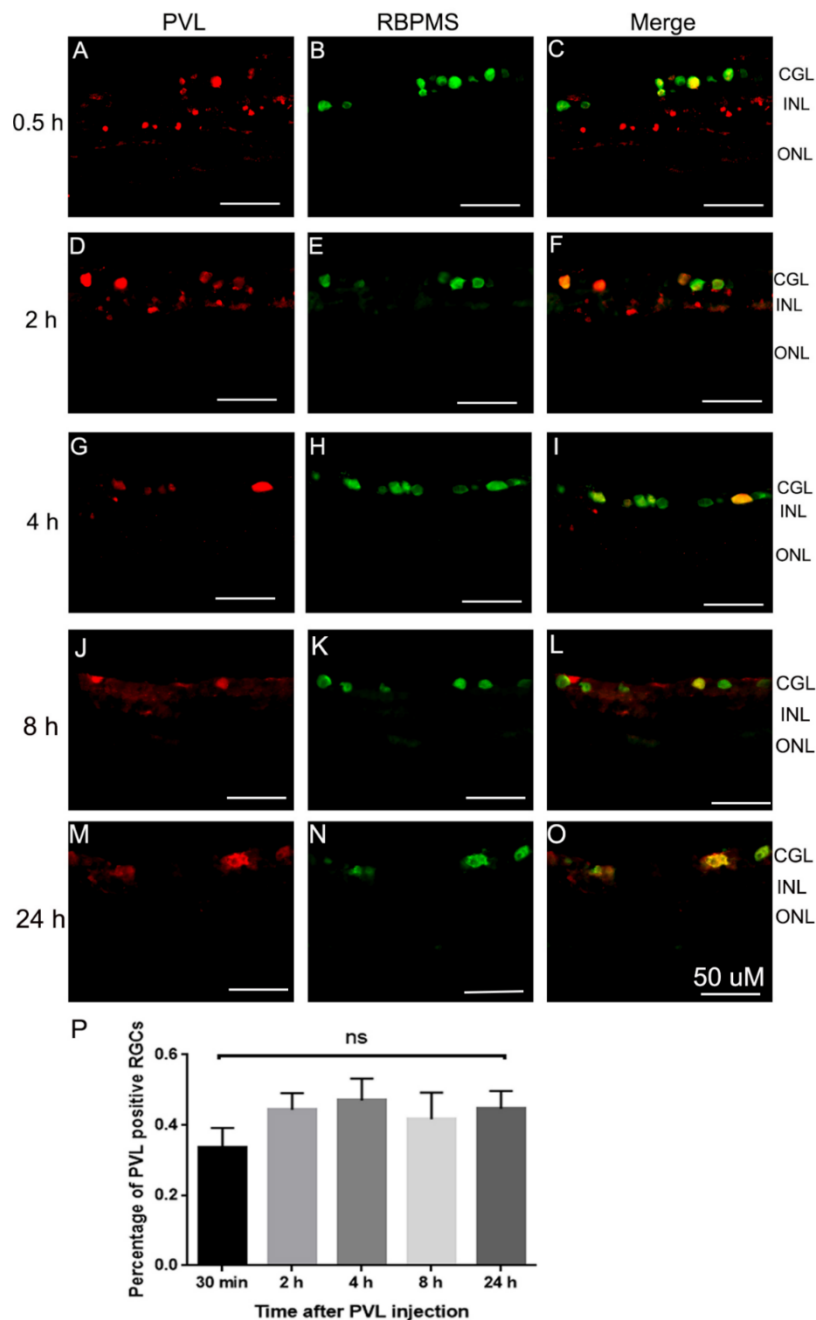 PVL RBPMS Merge
A B C CGL
INL
0.5 h
ONL
D E F CGL
INL
2 h
ONL
G H I
CGL
INL
4 h
ONL
J K L
CGL
INL
8 h
ONL
M N O
CGL
INL
24 h
ONL
50 uM
P
ns
Percentage of PVL positive RGCs
0.6
0.4
0.2
0.0
30 min 2 h 4 h 8 h 24 h
Time after PVL injection